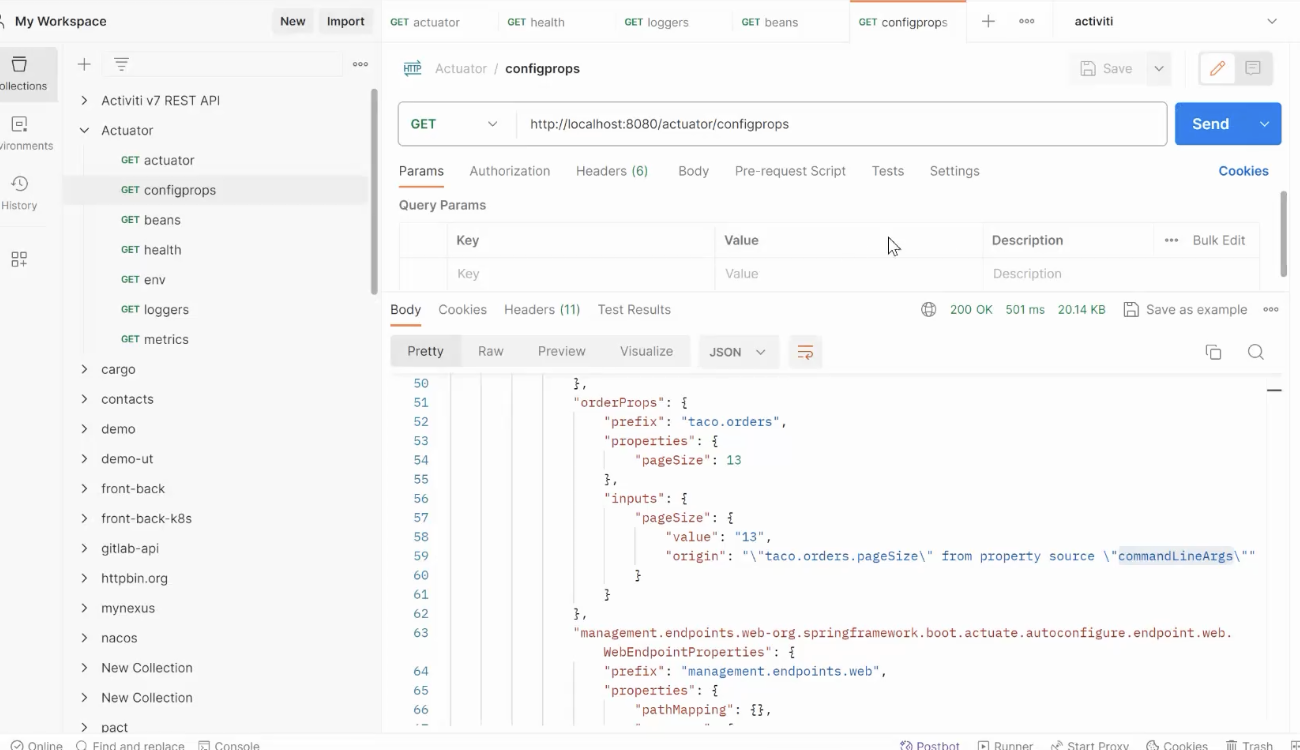 My Workspace
New
Import
GET actuator
GET health
GET loggers
GET beans
GET configprops
activiti
ollections
vironments
History
Activiti v7 REST API
Actuator
GET actuator
GET configprops
GET beans
GET health
GET env
GET loggers
GET metrics
cargo
contacts
demo
demo-ut
front-back
front-back-k8s
gitlab-api
httpbin.org
mynexus
nacos
New Collection
New Collection
pact
HTTP Actuator / configprops
Save
GET
http://localhost:8080/actuator/configprops
Send
Params
Authorization
Headers (6)
Body
Pre-request Script
Tests
Settings
Cookies
Query Params
Key
Value
Description
Bulk Edit
Key
Value
Description
Body
Cookies
Headers (11)
Test Results
200 OK
501 ms
20.14 KB
Save as example
Pretty
Raw
Preview
Visualize
JSON
50 },
51 "orderProps": {
52 "prefix": "taco.orders",
53 "properties": {
54 "pageSize": 13
55 },
56 "inputs": {
57 "pageSize": {
58 "value": "13",
59 "origin": "\"taco.orders.pageSize\" from property source \"commandLineArgs\""
60 }
61 }
62 },
63 "management.endpoints.web-org.springframework.boot.actuate.autoconfigure.endpoint.web.
WebEndpointProperties": {
64 "prefix": "management.endpoints.web",
65 "properties": {
66 "pathMapping": {},
Online
Find and replace
Console
Postbot
Runner
Start Proxy
Cookies
Trash